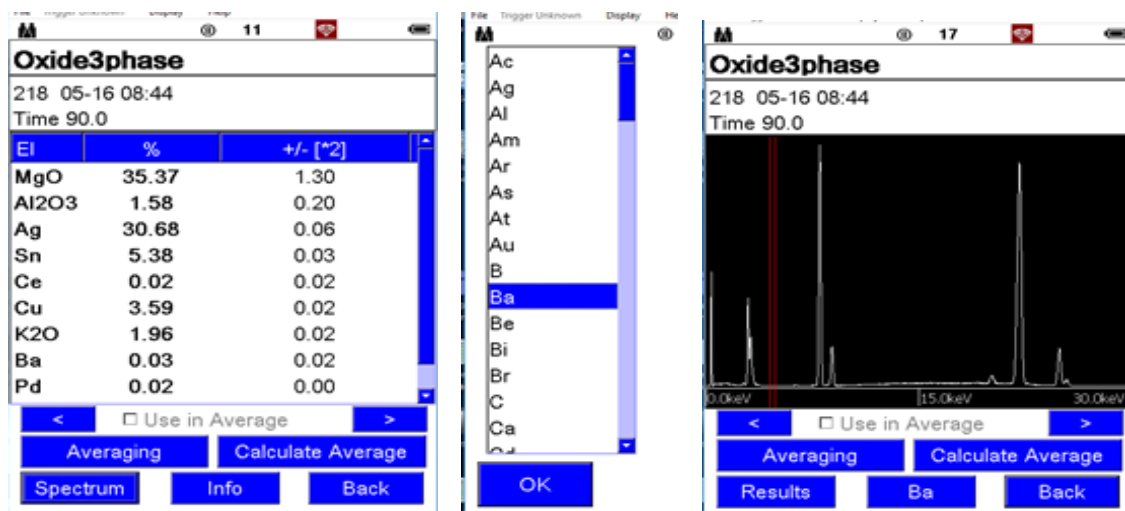 File Trigger Unknown Display Help
11
Oxide3phase
218 05-16 08:44
Time 90.0
El % +/- [*2]
MgO 35.37 1.30
Al2O3 1.58 0.20
Ag 30.68 0.06
Sn 5.38 0.03
Ce 0.02 0.02
Cu 3.59 0.02
K2O 1.96 0.02
Ba 0.03 0.02
Pd 0.02 0.00
< Use in Average >
Averaging Calculate Average
Spectrum Info Back
File Trigger Unknown Display He
Ac
Ag
Al
Am
Ar
As
At
Au
B
Ba
Be
Bi
Br
C
Ca
OK
17
Oxide3phase
218 05-16 08:44
Time 90.0
0.0keV 15.0keV 30.0keV
< Use in Average >
Averaging Calculate Average
Results Ba Back